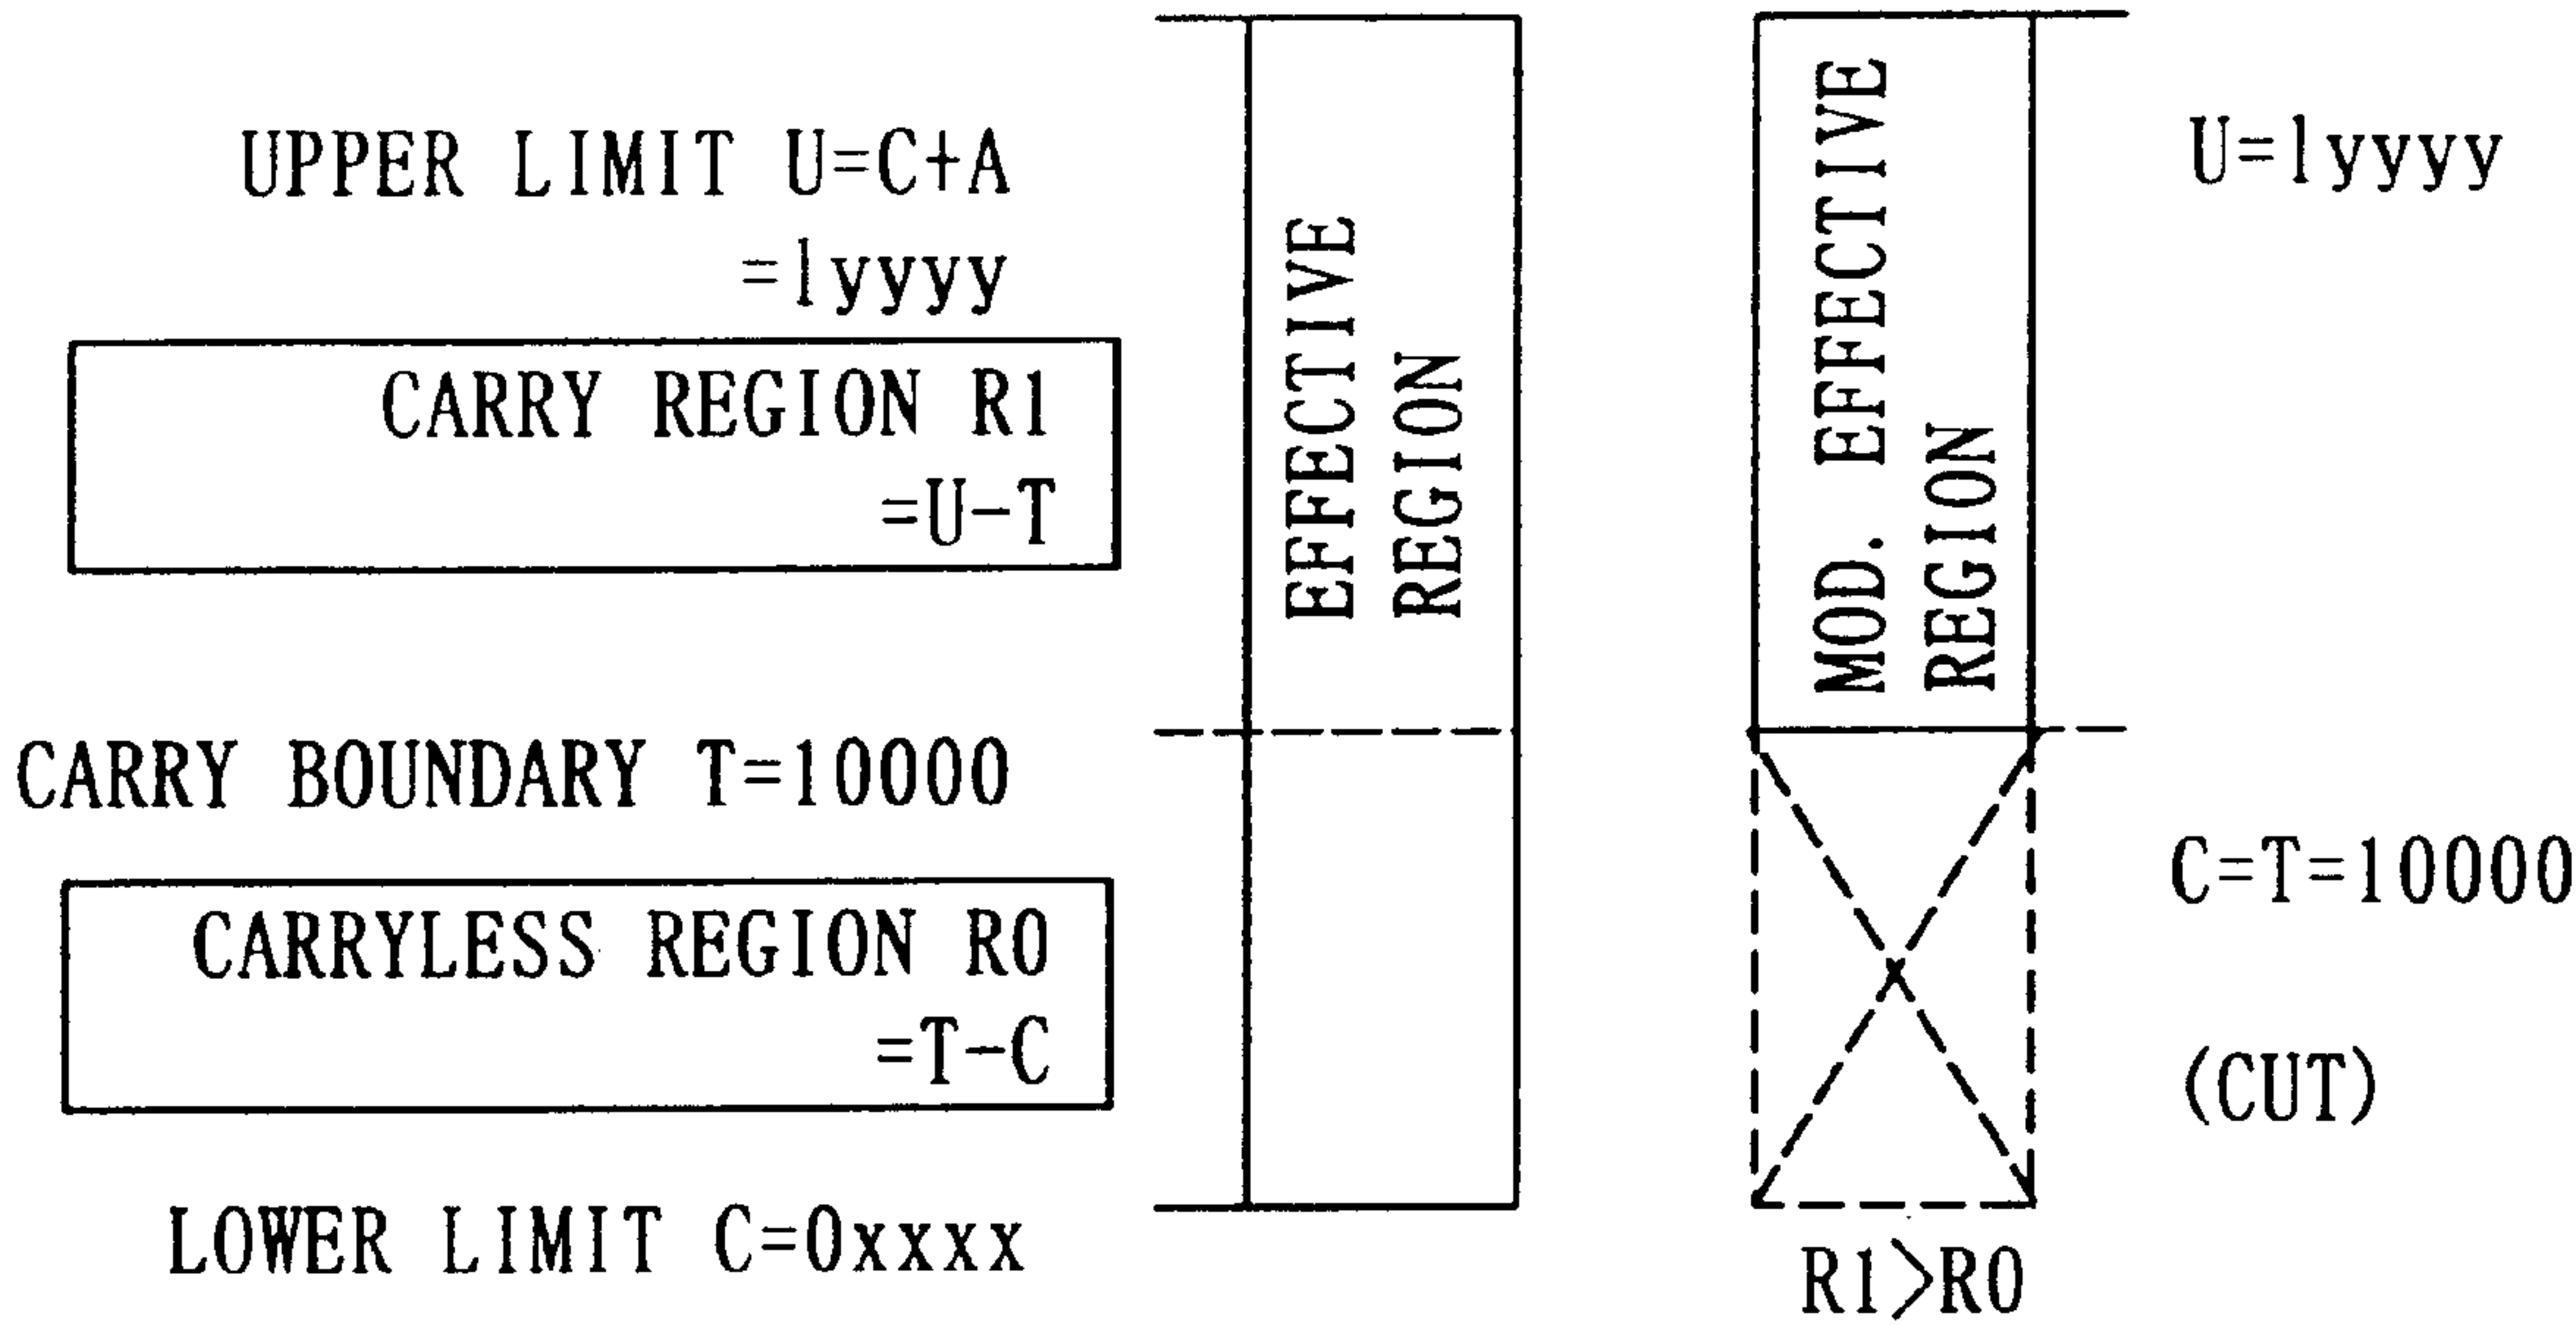 UPPER LIMIT U=C+A
=1yyyy
CARRY REGION R1
=U-T
CARRY BOUNDARY T=10000
CARRYLESS REGION R0
=T-C
LOWER LIMIT C=0xxxx
EFFECTIVE
REGION
MOD. EFFECTIVE
REGION
U=1yyyy
C=T=10000
(CUT)
R1>R0